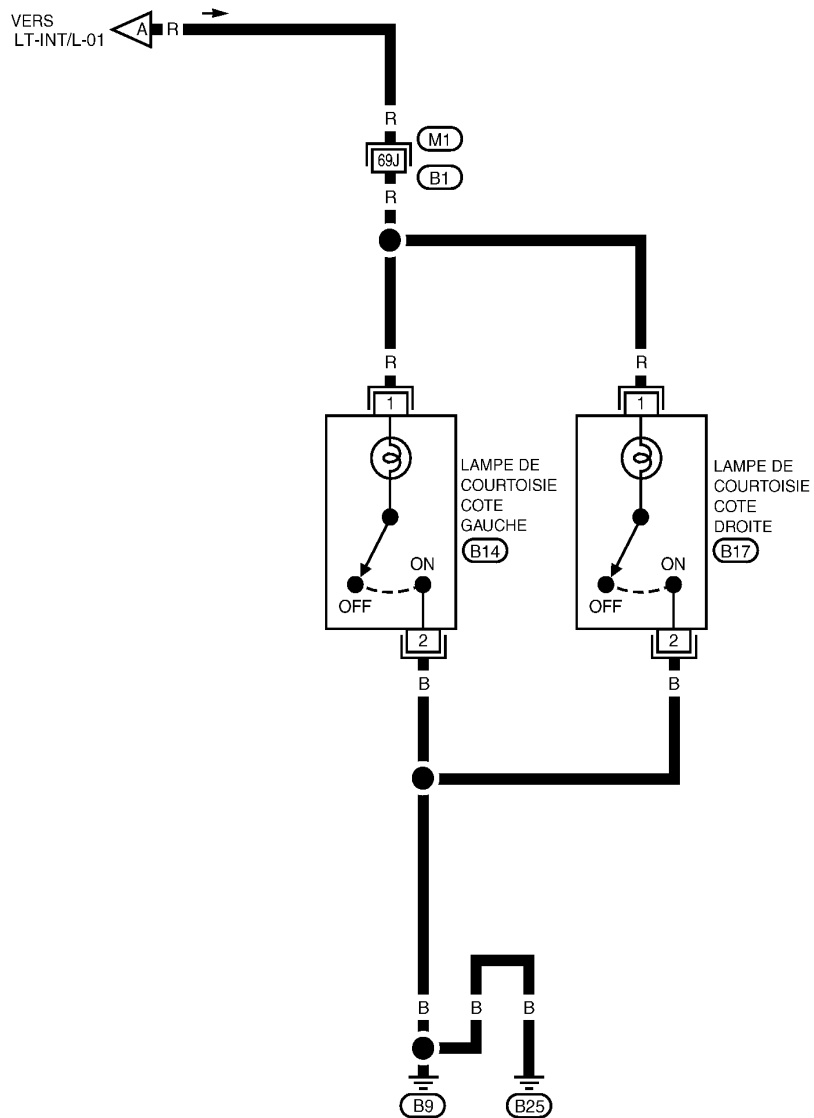 VERS
LT-INT/L-01
A
R
R
M1
69J
B1
R
R
R
1
1
LAMPE DE
COURTOISIE
COTE
GAUCHE
B14
LAMPE DE
COURTOISIE
COTE
DROITE
B17
ON
OFF
ON
OFF
2
2
B
B
B
B
B
B9
B25